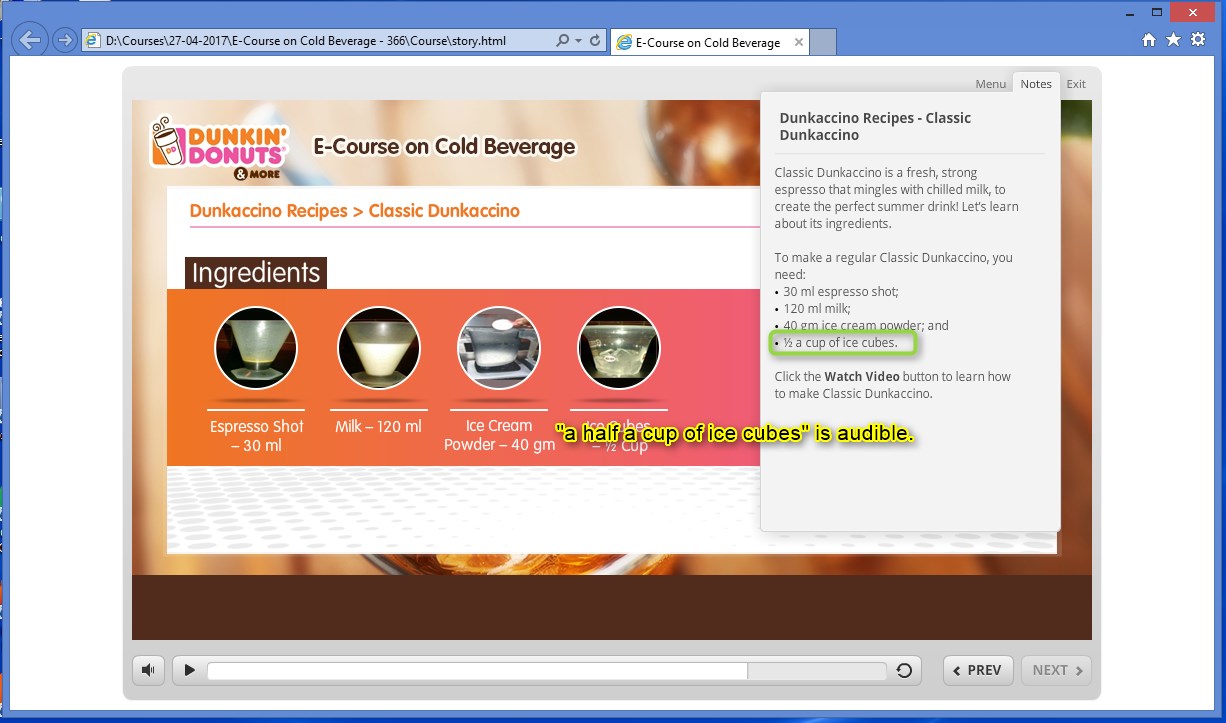 D:\Courses\27-04-2017\E-Course on Cold Beverage - 366\Course\story.html
E-Course on Cold Beverage
Menu
Notes
Exit
DUNKIN'
DONUTS
& MORE
DD
E-Course on Cold Beverage
Dunkaccino Recipes > Classic Dunkaccino
Ingredients
Espresso Shot
– 30 ml
Milk – 120 ml
Ice Cream
Powder – 40 gm
Ice Cubes
– ½ Cup
"a half a cup of ice cubes" is audible.
Dunkaccino Recipes - Classic
Dunkaccino
Classic Dunkaccino is a fresh, strong
espresso that mingles with chilled milk, to
create the perfect summer drink! Let's learn
about its ingredients.
To make a regular Classic Dunkaccino, you
need:
• 30 ml espresso shot;
• 120 ml milk;
• 40 gm ice cream powder; and
• ½ a cup of ice cubes.
Click the Watch Video button to learn how
to make Classic Dunkaccino.
PREV
NEXT